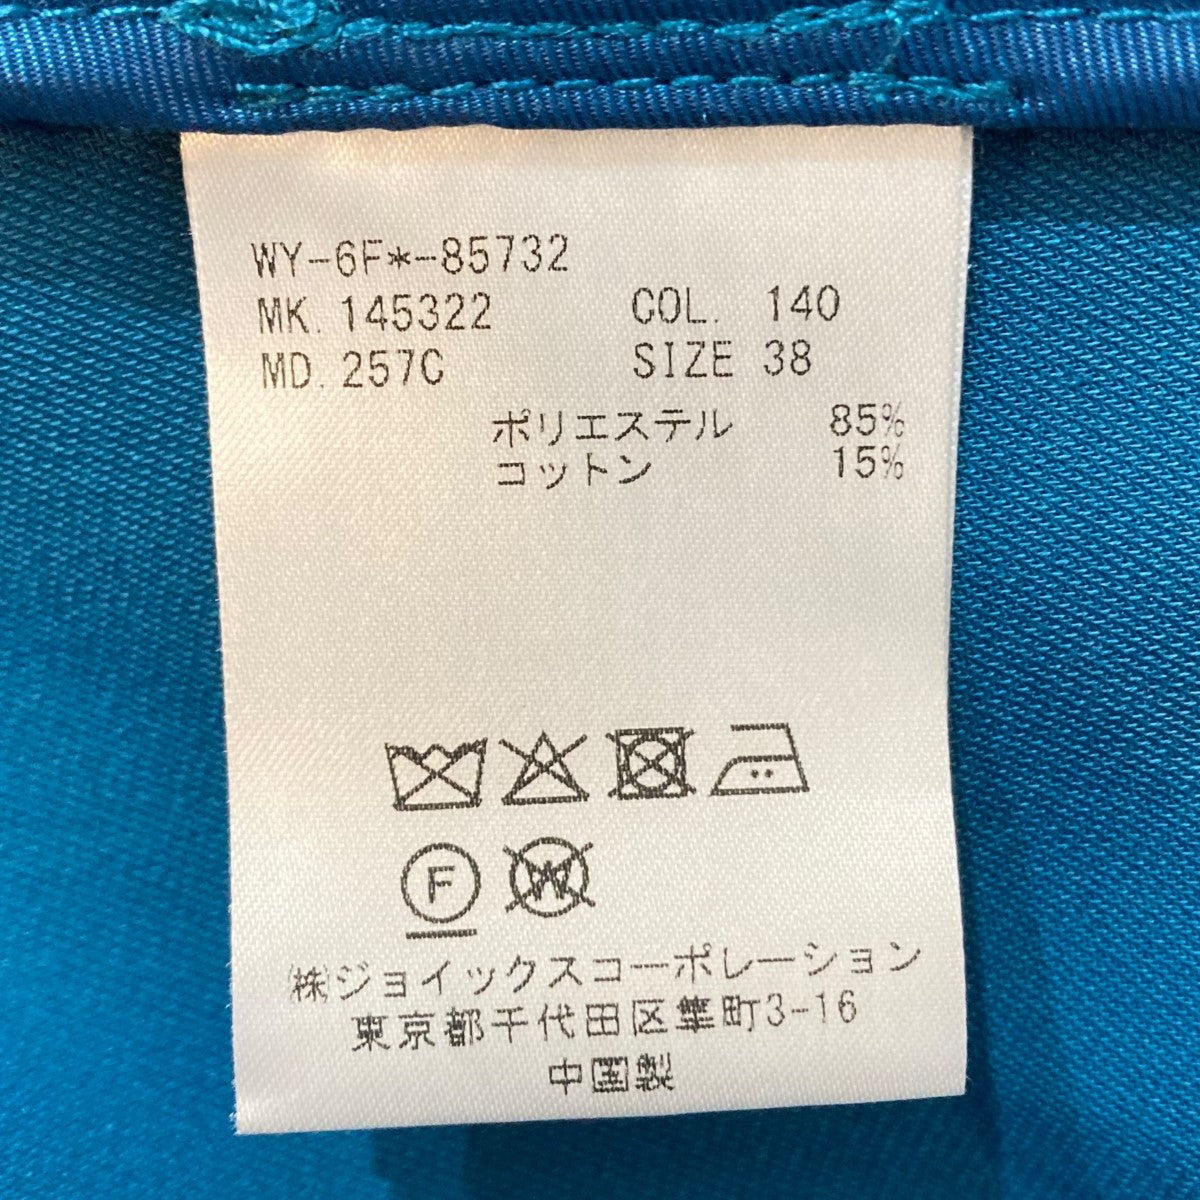 WY-6F*-85732
MK. 145322 COL. 140
MD. 257C SIZE 38
ポリエステル 85%
コットン 15%
F W
㈱ジョイックスコーポレーション
東京都千代田区隼町3-16
中国製